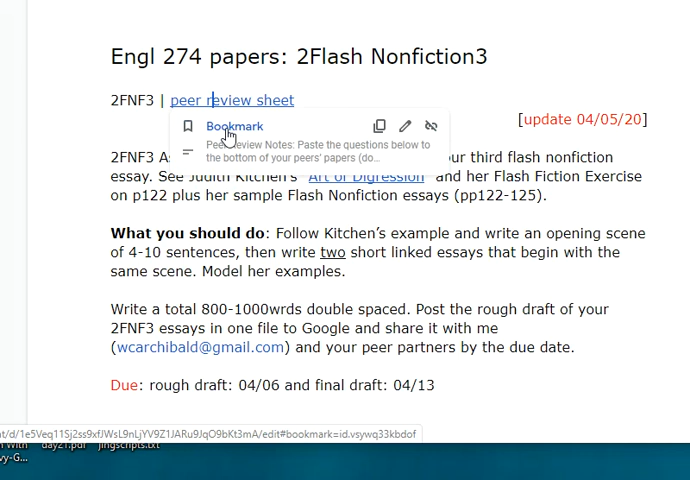 Engl 274 papers: 2Flash Nonfiction3
2FNF3 | peer review sheet
[update 04/05/20]
Bookmark
Peer Review Notes: Paste the questions below to
the bottom of your peers' papers (do...
2FNF3 As our third flash nonfiction
essay. See Judith Kitchen's "Art of Digression" and her Flash Fiction Exercise
on p122 plus her sample Flash Nonfiction essays (pp122-125).
What you should do: Follow Kitchen's example and write an opening scene
of 4-10 sentences, then write two short linked essays that begin with the
same scene. Model her examples.
Write a total 800-1000wrds double spaced. Post the rough draft of your
2FNF3 essays in one file to Google and share it with me
(wcarchibald@gmail.com) and your peer partners by the due date.
Due: rough draft: 04/06 and final draft: 04/13
nt/d/1e5Veq11Sj2ss9xfJWsL9nLjYV9Z1JARu9JqO9bKt3mA/edit#bookmark=id.vsywq33kbdof
n With day21.pdf jingscripts.txt
vy-G...